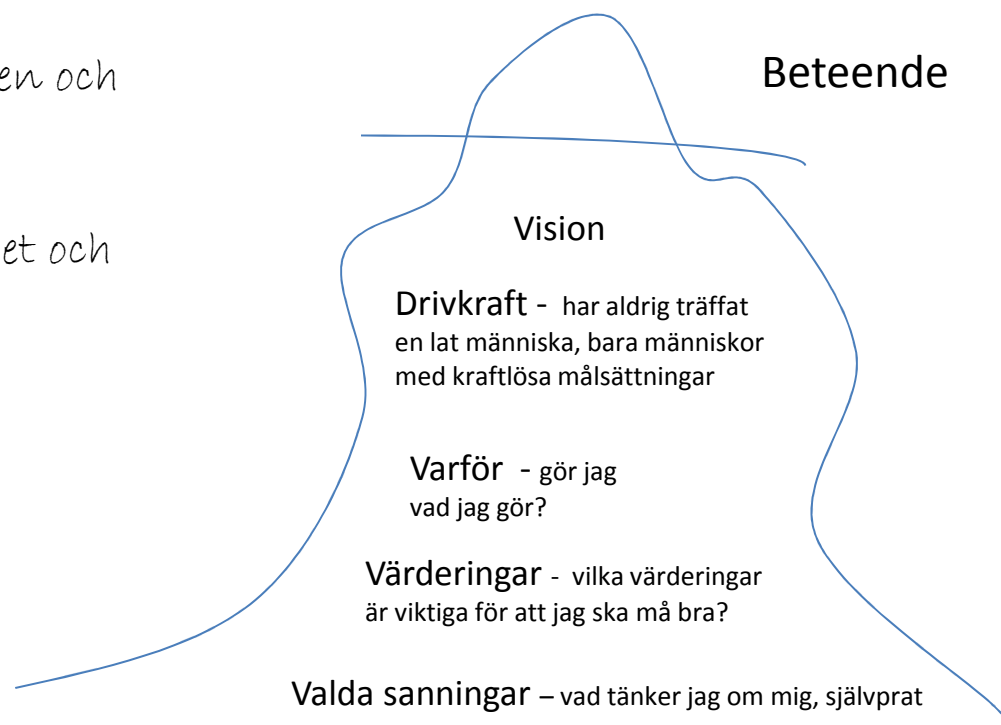 en och
Beteende
et och
Vision
Drivkraft - har aldrig träffat
en lat människa, bara människor
med kraftlösa målsättningar
Varför - gör jag
vad jag gör?
Värderingar - vilka värderingar
är viktiga för att jag ska må bra?
Valda sanningar – vad tänker jag om mig, självprat